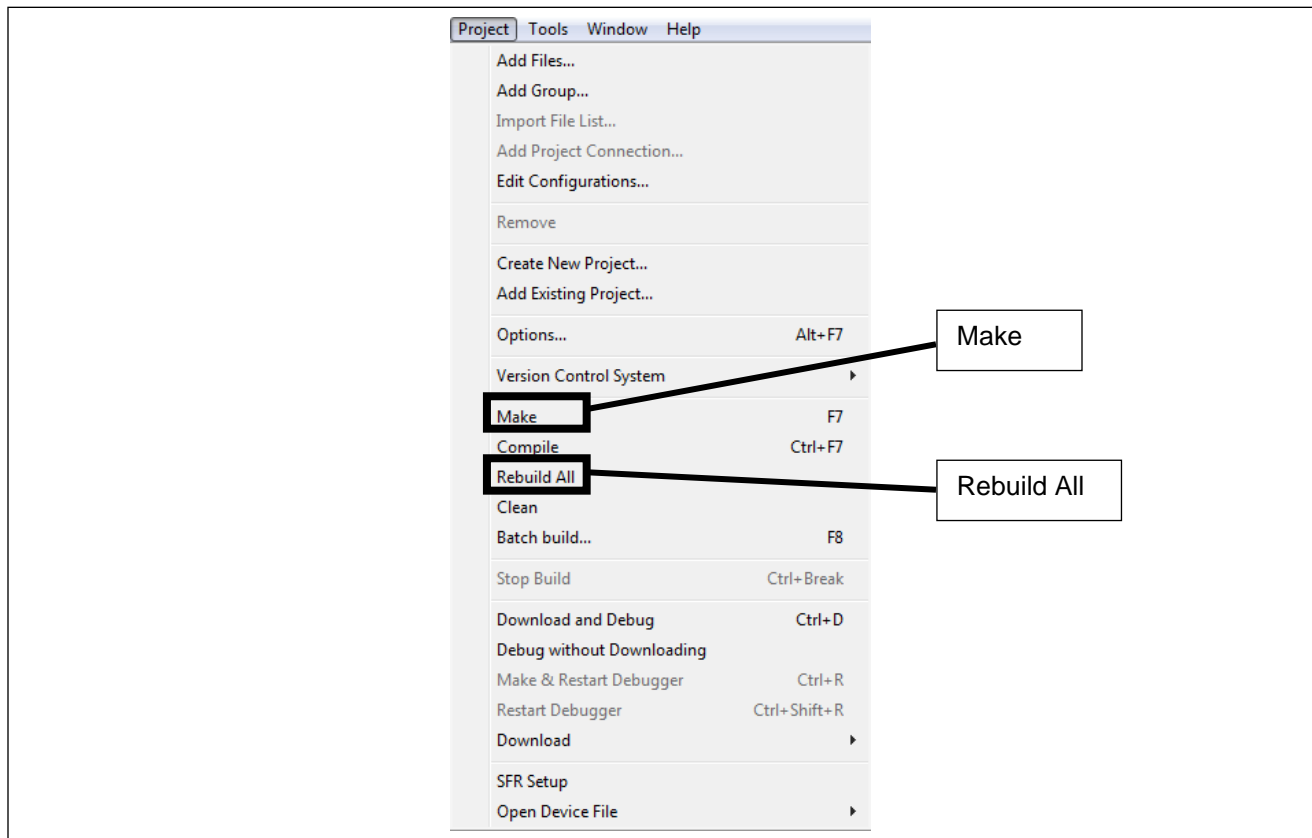 Project Tools Window Help
Add Files...
Add Group...
Import File List...
Add Project Connection...
Edit Configurations...
Remove
Create New Project...
Add Existing Project...
Options... Alt+F7
Version Control System
Make F7
Compile Ctrl+F7
Rebuild All
Clean
Batch build... F8
Stop Build Ctrl+Break
Download and Debug Ctrl+D
Debug without Downloading
Make & Restart Debugger Ctrl+R
Restart Debugger Ctrl+Shift+R
Download
SFR Setup
Open Device File
Make
Rebuild All